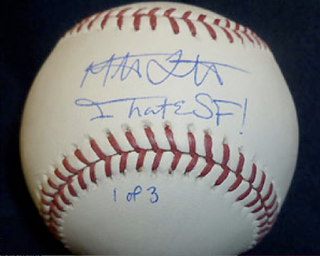 I hate SF!
1 of 3